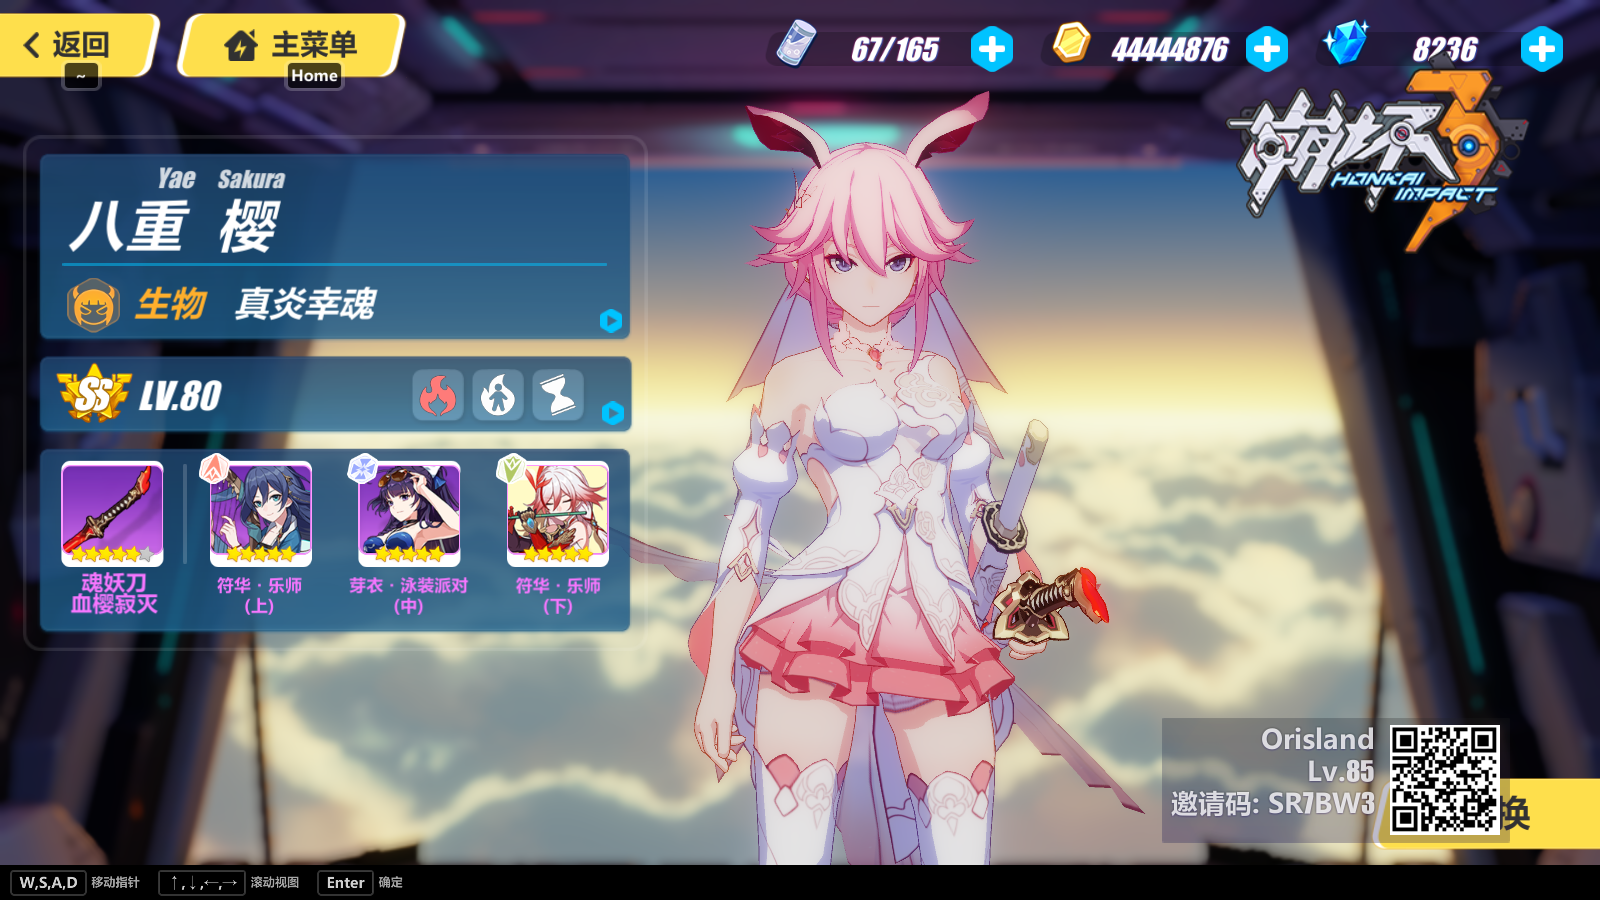 返回
~
主菜单
Home
67/165
44444876
8236
崩坏3
HONKAI
IMPACT
Yae Sakura
八重 樱
生物 真炎幸魂
SS LV.80
魂妖刀
血樱寂灭
符华·乐师
(上)
芽衣·泳装派对
(中)
符华·乐师
(下)
Orisland
Lv.85
邀请码: SR7BW3
换
W,S,A,D 移动指针 ↑,↓,←,→ 滚动视图 Enter 确定